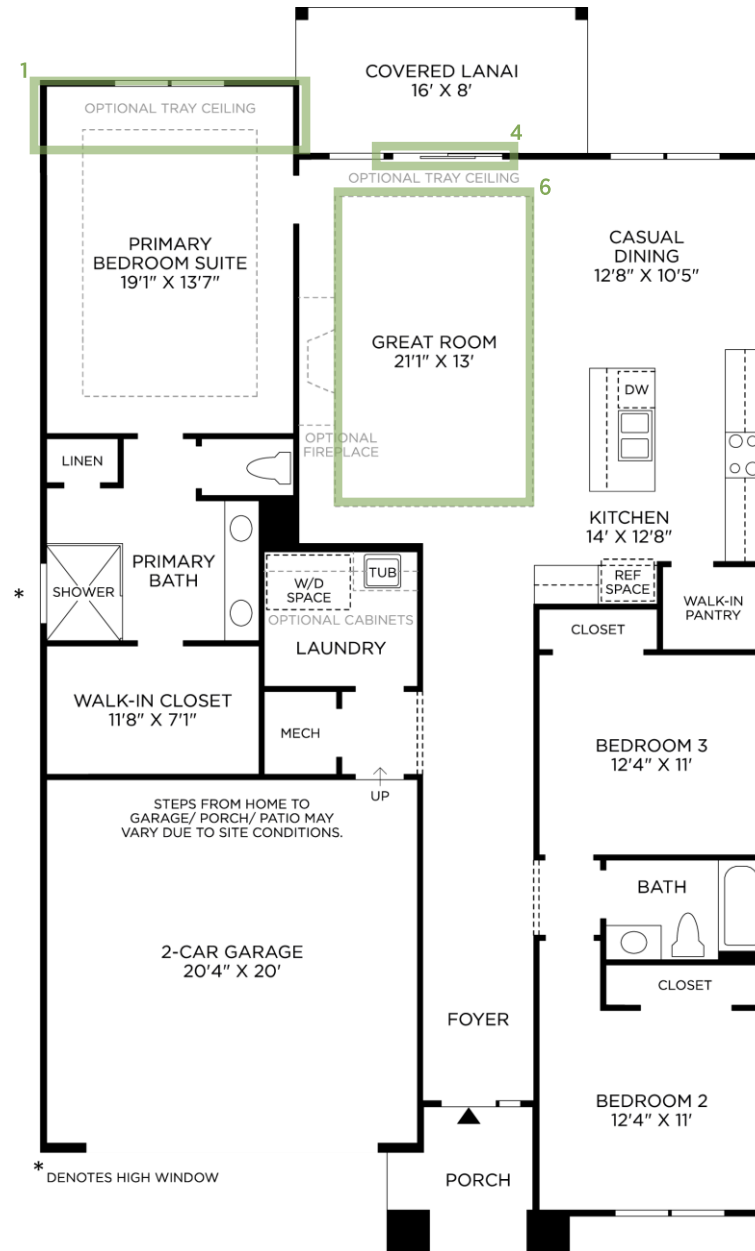 COVERED LANAI
16' X 8'
1
OPTIONAL TRAY CEILING
4
OPTIONAL TRAY CEILING
6
PRIMARY
BEDROOM SUITE
19'1" X 13'7"
CASUAL
DINING
12'8" X 10'5"
GREAT ROOM
21'1" X 13'
DW
OPTIONAL
FIREPLACE
LINEN
KITCHEN
14' X 12'8"
PRIMARY
BATH
SHOWER
*
W/D
SPACE
TUB
OPTIONAL CABINETS
LAUNDRY
REF
SPACE
WALK-IN
PANTRY
CLOSET
WALK-IN CLOSET
11'8" X 7'1"
MECH
BEDROOM 3
12'4" X 11'
UP
STEPS FROM HOME TO
GARAGE/ PORCH/ PATIO MAY
VARY DUE TO SITE CONDITIONS.
BATH
2-CAR GARAGE
20'4" X 20'
CLOSET
FOYER
BEDROOM 2
12'4" X 11'
* DENOTES HIGH WINDOW
PORCH